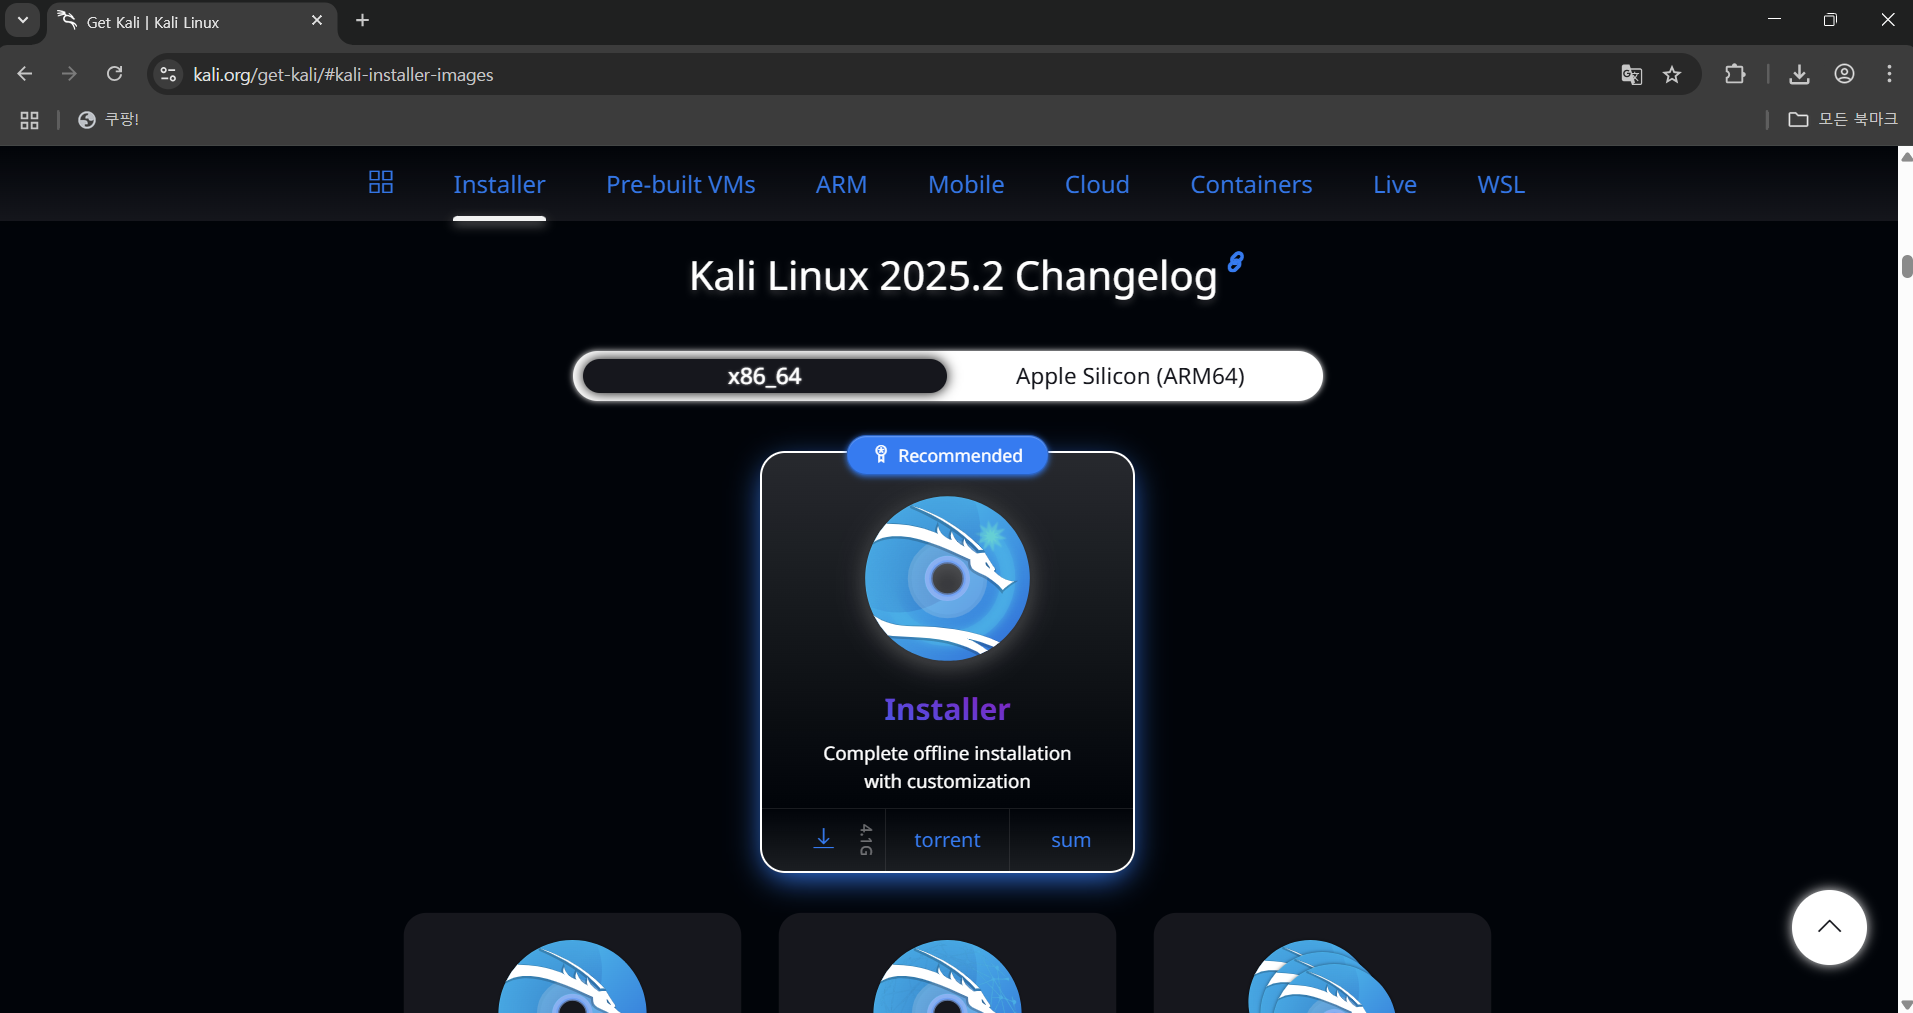 Get Kali | Kali Linux
kali.org/get-kali/#kali-installer-images
쿠팡!
모든 북마크
Installer
Pre-built VMs
ARM
Mobile
Cloud
Containers
Live
WSL
Kali Linux 2025.2 Changelog
x86_64
Apple Silicon (ARM64)
Recommended
Installer
Complete offline installation
with customization
4.1G
torrent
sum